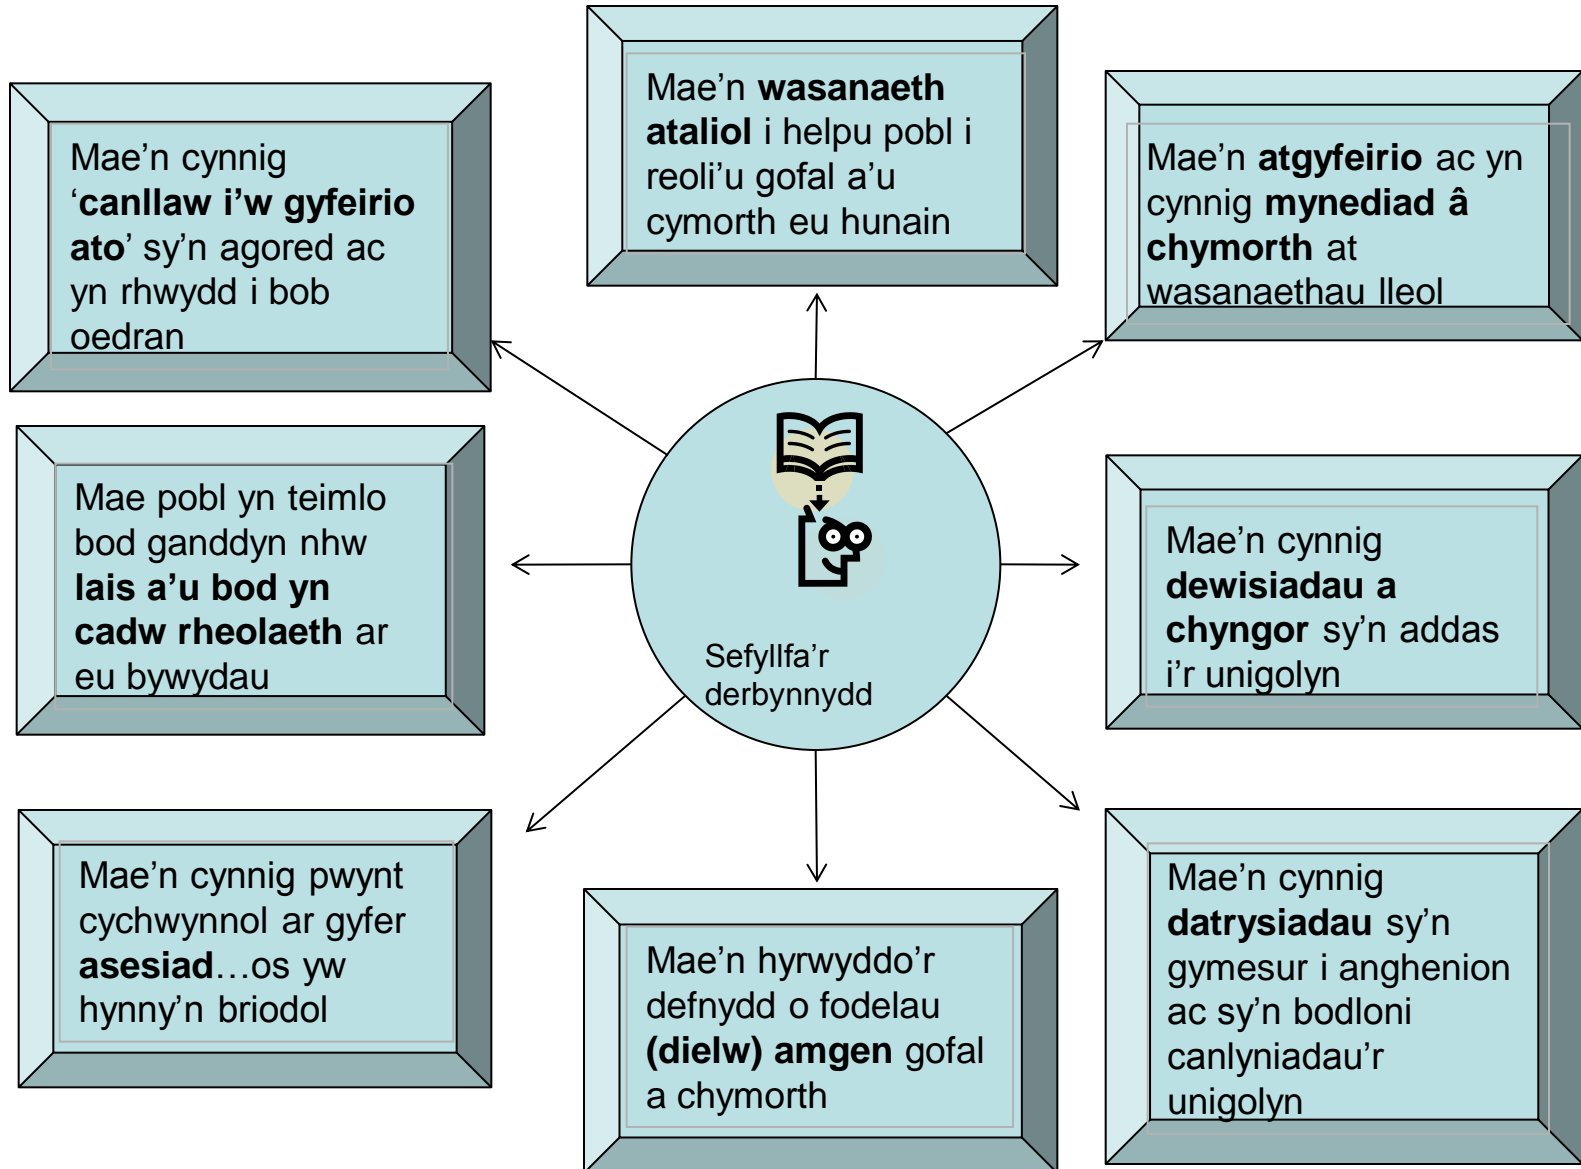 Mae’n wasanaeth
ataliol i helpu pobl i
reoli’u gofal a’u
cymorth eu hunain
Mae’n cynnig
‘canllaw i’w gyfeirio
ato’ sy’n agored ac
yn rhwydd i bob
oedran
Mae’n atgyfeirio ac yn
cynnig mynediad â
chymorth at
wasanaethau lleol
Mae pobl yn teimlo
bod ganddyn nhw
lais a’u bod yn
cadw rheolaeth ar
eu bywydau
Sefyllfa’r
derbynnydd
Mae’n cynnig
dewisiadau a
chyngor sy’n addas
i’r unigolyn
Mae’n cynnig pwynt
cychwynnol ar gyfer
asesiad…os yw
hynny’n briodol
Mae’n hyrwyddo’r
defnydd o fodelau
(dielw) amgen gofal
a chymorth
Mae’n cynnig
datrysiadau sy’n
gymesur i anghenion
ac sy’n bodloni
canlyniadau’r
unigolyn